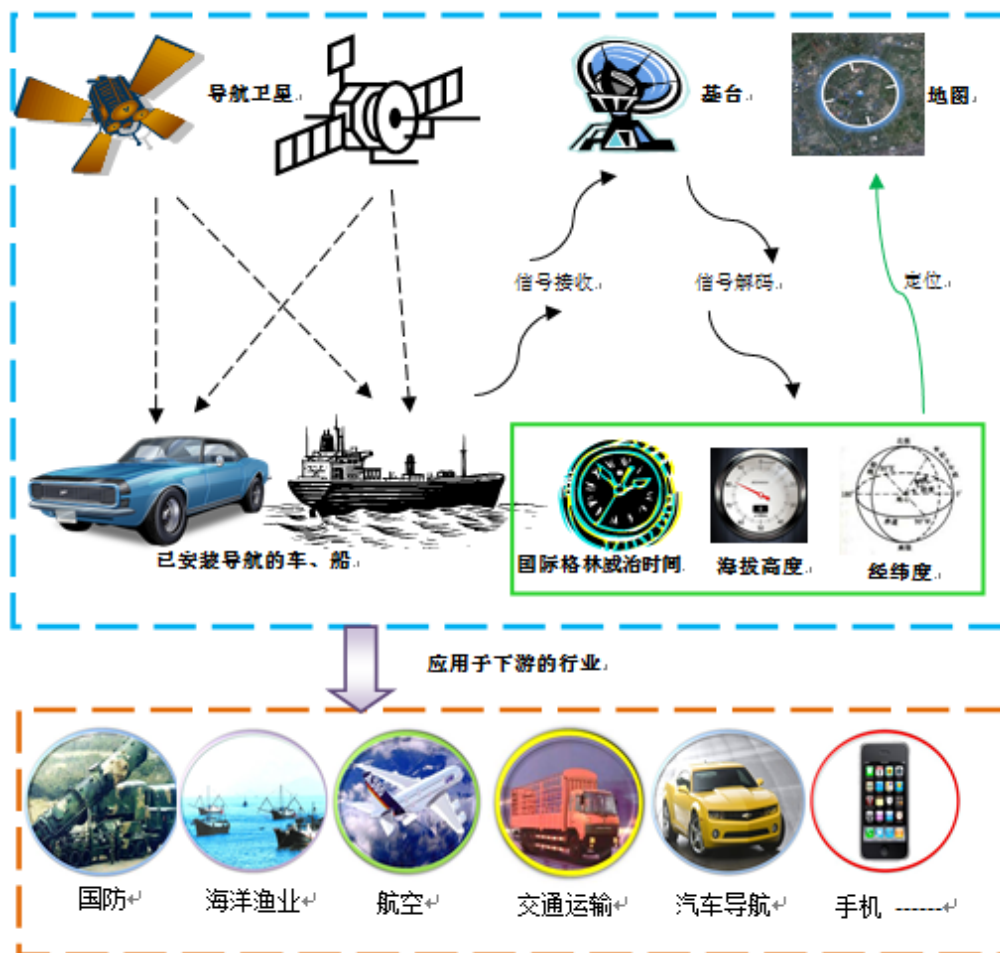 导航卫星
基台
地图
信号接收
信号解码
定位
已安装导航的车、船
国际格林威治时间
海拔高度
经纬度
应用于下游的行业
国防
海洋渔业
航空
交通运输
汽车导航
手机 ------